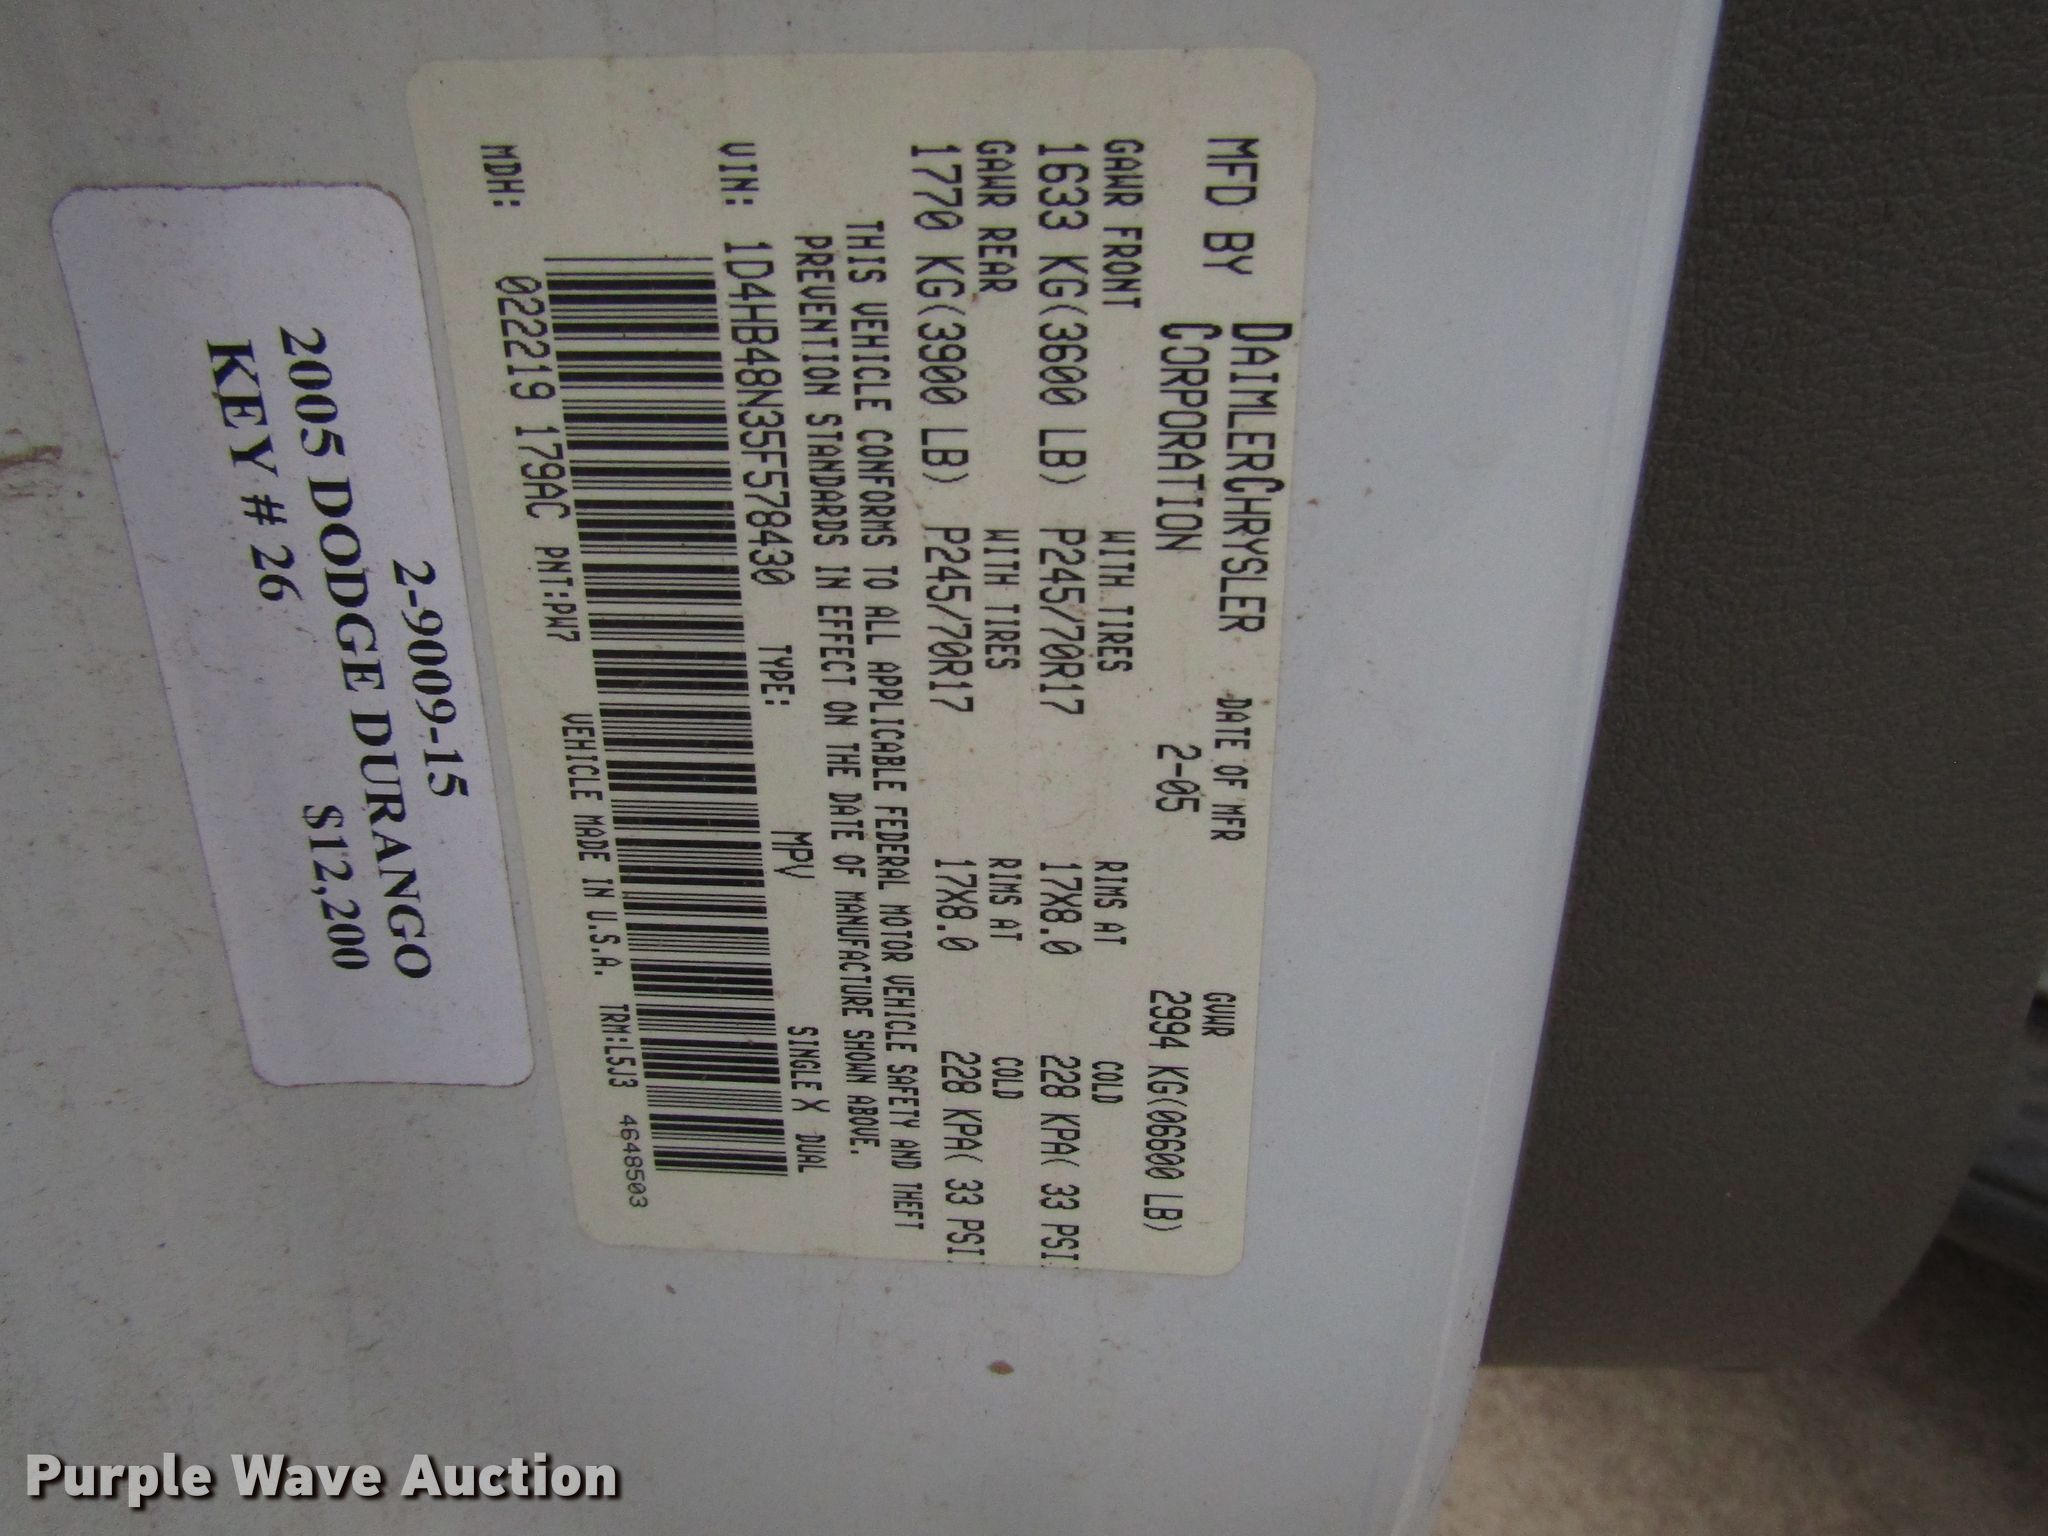 MFD BY DAIMLERCHRYSLER CORPORATION
DATE OF MFR 2-05
GVWR 2994 KG(06600 LB)
GAWR FRONT WITH TIRES RIMS AT COLD
1633 KG(3600 LB) P245/70R17 17X8.0 228 KPA( 33 PSI
GAWR REAR WITH TIRES RIMS AT COLD
1770 KG(3900 LB) P245/70R17 17X8.0 228 KPA( 33 PSI
THIS VEHICLE CONFORMS TO ALL APPLICABLE FEDERAL MOTOR VEHICLE SAFETY AND THEFT
PREVENTION STANDARDS IN EFFECT ON THE DATE OF MANUFACTURE SHOWN ABOVE.
VIN: 1D4HB48N35F578430 TYPE: MPV SINGLE X DUAL
MDH: 022219 179AC PNT:PW7 VEHICLE MADE IN U.S.A. TRM:L5J3 4648503
2-9009-15
2005 DODGE DURANGO
KEY # 26 $12,200
Purple Wave Auction